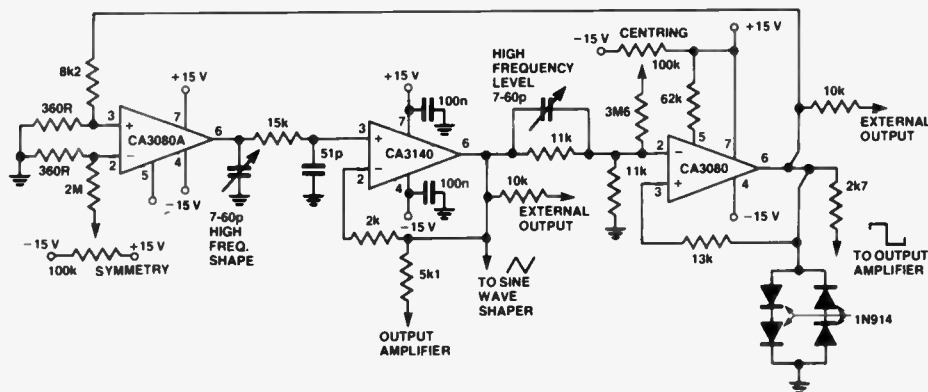 8k2
360R
360R
2M
+15 V
3
+
−
2
7
CA3080A
6
4
5
−15 V
−15 V
+15 V
100k
SYMMETRY
7-60p
HIGH
FREQ.
SHAPE
15k
51p
+15 V
100n
7
3
+
CA3140
6
−
2
4
100n
−15 V
2k
5k1
OUTPUT
AMPLIFIER
TO SINE
WAVE
SHAPER
10k
EXTERNAL
OUTPUT
HIGH
FREQUENCY
LEVEL
7-60p
11k
11k
−15 V
CENTRING
100k
+15 V
3M6
62k
5
7
2
−
CA3080
6
+
3
4
−15 V
13k
10k
EXTERNAL
OUTPUT
2k7
TO OUTPUT
AMPLIFIER
1N914